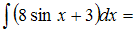 ∫(8 sin x + 3)dx =